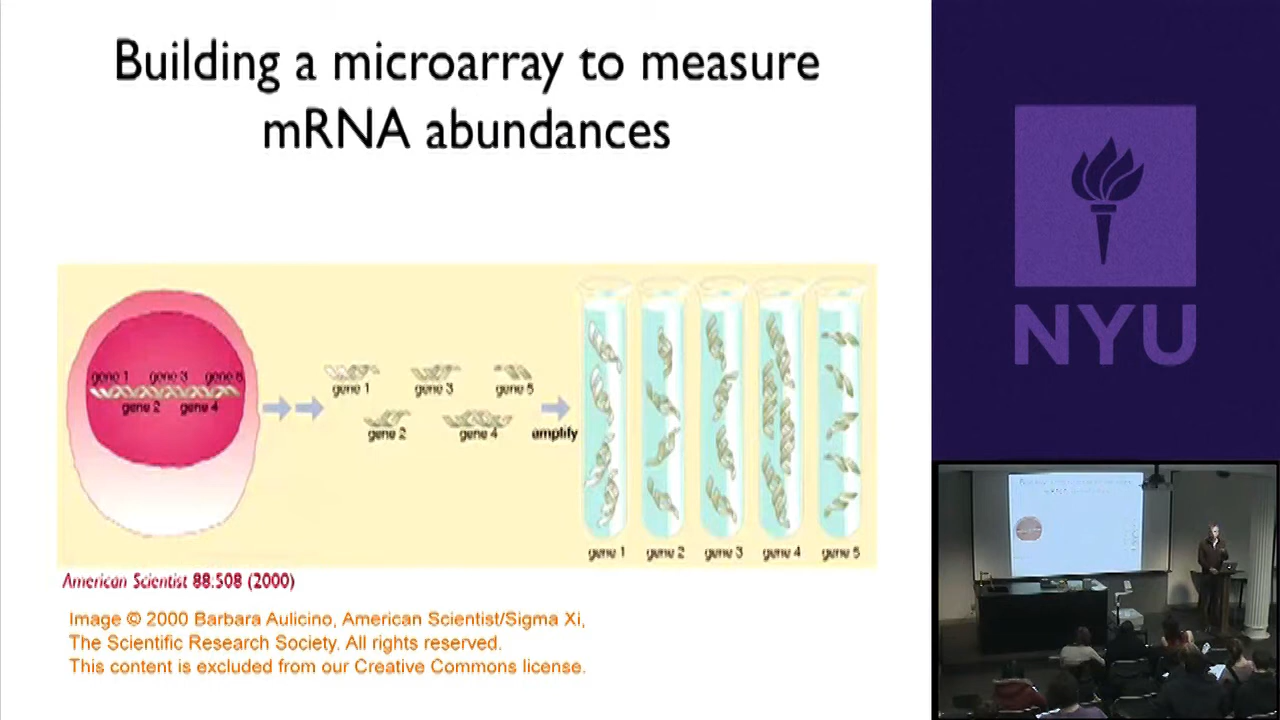 Building a microarray to measure
mRNA abundances
gene 1 gene 3 gene 5
gene 2 gene 4
gene 1 gene 3 gene 5
gene 2 gene 4 amplify
gene 1 gene 2 gene 3 gene 4 gene 5
American Scientist 88:508 (2000)
Image © 2000 Barbara Aulicino, American Scientist/Sigma Xi,
The Scientific Research Society. All rights reserved.
This content is excluded from our Creative Commons license.
NYU